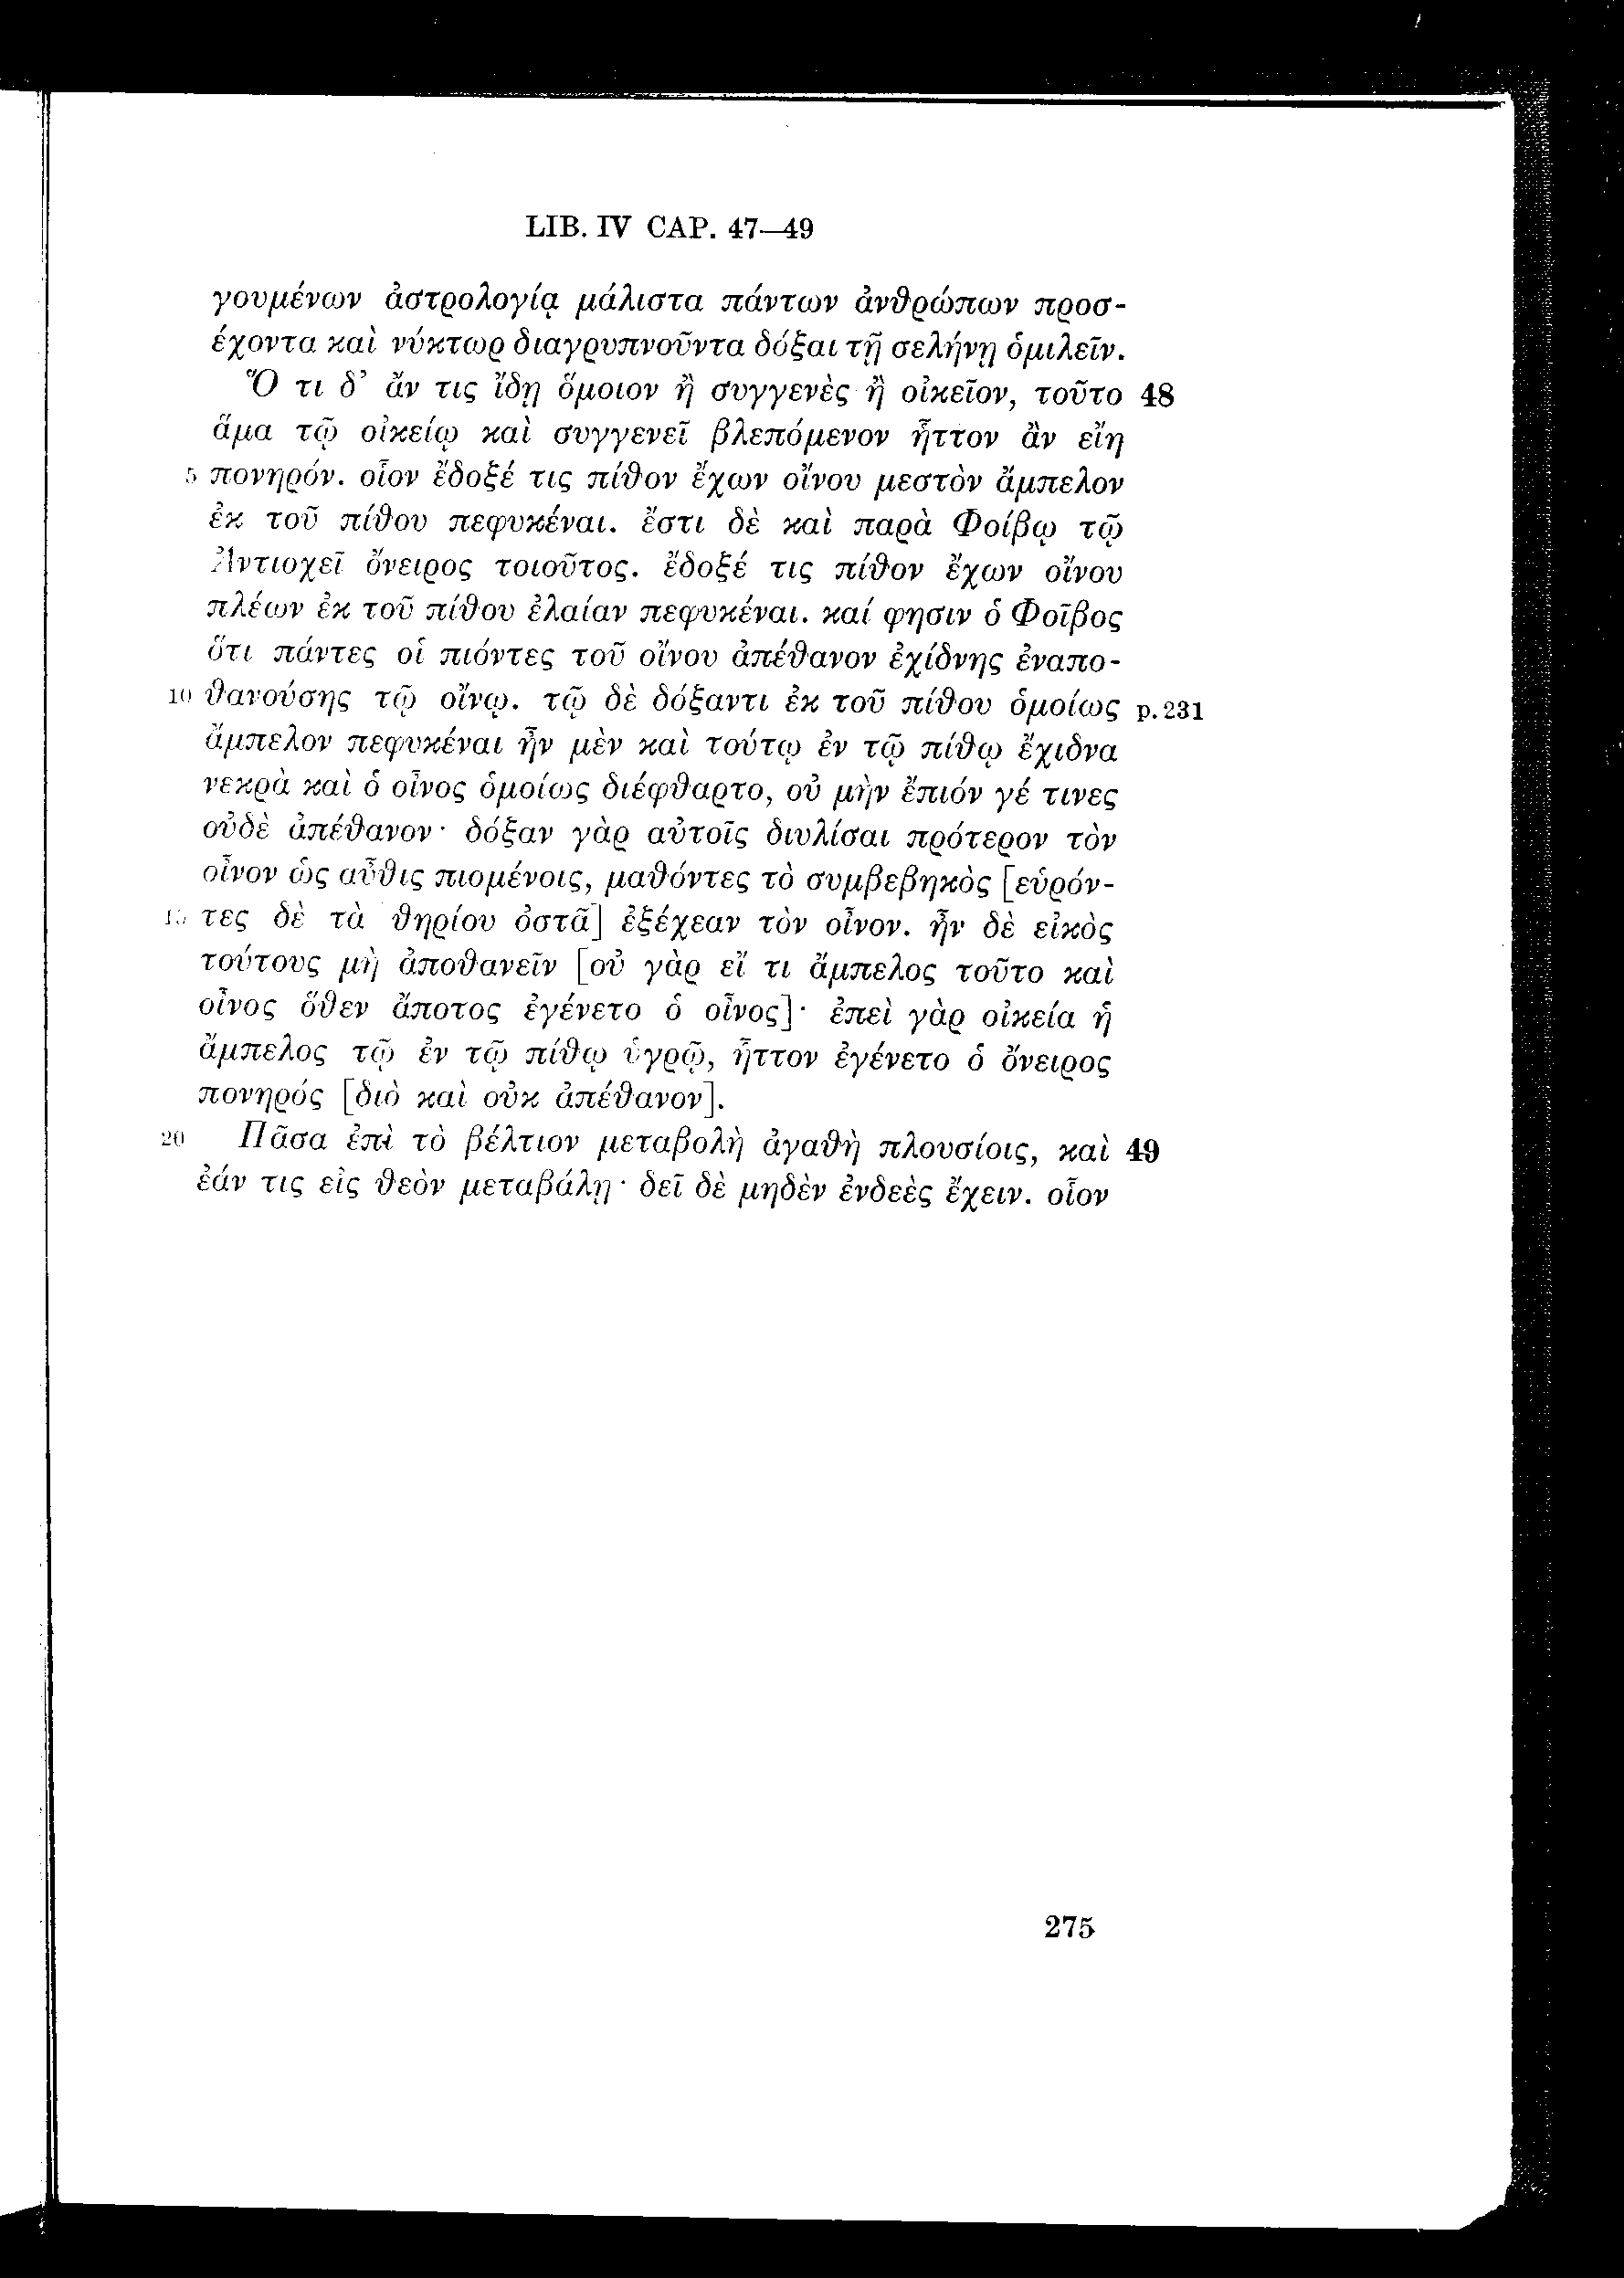 LIB. IV CAP. 47—49
γουμένων ἀστρολογίᾳ μάλιστα πάντων ἀνθρώπων προσ-
έχοντα καὶ νύκτωρ διαγρυπνοῦντα δόξαι τῇ σελήνῃ ὁμιλεῖν.
Ὅ τι δ’ ἄν τις ἴδῃ ὅμοιον ἢ συγγενὲς ἢ οἰκεῖον, τοῦτο 48
ἅμα τῷ οἰκείῳ καὶ συγγενεῖ βλεπόμενον ἧττον ἂν εἴη
5 πονηρόν. οἷον ἔδοξέ τις πίθον ἔχων οἴνου μεστὸν ἄμπελον
ἐκ τοῦ πίθου πεφυκέναι. ἔστι δὲ καὶ παρὰ Φοίβῳ τῷ
Ἀντιοχεῖ ὄνειρος τοιοῦτος. ἔδοξέ τις πίθον ἔχων οἴνου
πλέων ἐκ τοῦ πίθου ἐλαίαν πεφυκέναι. καί φησιν ὁ Φοῖβος
ὅτι πάντες οἱ πιόντες τοῦ οἴνου ἀπέθανον ἐχίδνης ἐναπο-
10 θανούσης τῷ οἴνῳ. τῷ δὲ δόξαντι ἐκ τοῦ πίθου ὁμοίως p. 231
ἄμπελον πεφυκέναι ἦν μὲν καὶ τούτῳ ἐν τῷ πίθῳ ἔχιδνα
νεκρὰ καὶ ὁ οἶνος ὁμοίως διέφθαρτο, οὐ μὴν ἔπιόν γέ τινες
οὐδὲ ἀπέθανον· δόξαν γὰρ αὐτοῖς διυλίσαι πρότερον τὸν
οἶνον ὡς αὖθις πιομένοις, μαθόντες τὸ συμβεβηκὸς [εὑρόν-
15 τες δὲ τὰ θηρίου ὀστᾶ] ἐξέχεαν τὸν οἶνον. ἦν δὲ εἰκὸς
τούτους μὴ ἀποθανεῖν [οὐ γὰρ εἴ τι ἄμπελος τοῦτο καὶ
οἶνος ὅθεν ἄποτος ἐγένετο ὁ οἶνος]· ἐπεὶ γὰρ οἰκεία ἡ
ἄμπελος τῷ ἐν τῷ πίθῳ ὑγρῷ, ἧττον ἐγένετο ὁ ὄνειρος
πονηρός [διὸ καὶ οὐκ ἀπέθανον].
20 Πᾶσα ἐπὶ τὸ βέλτιον μεταβολὴ ἀγαθὴ πλουσίοις, καὶ 49
ἐάν τις εἰς θεὸν μεταβάλῃ· δεῖ δὲ μηδὲν ἐνδεὲς ἔχειν. οἷον
275